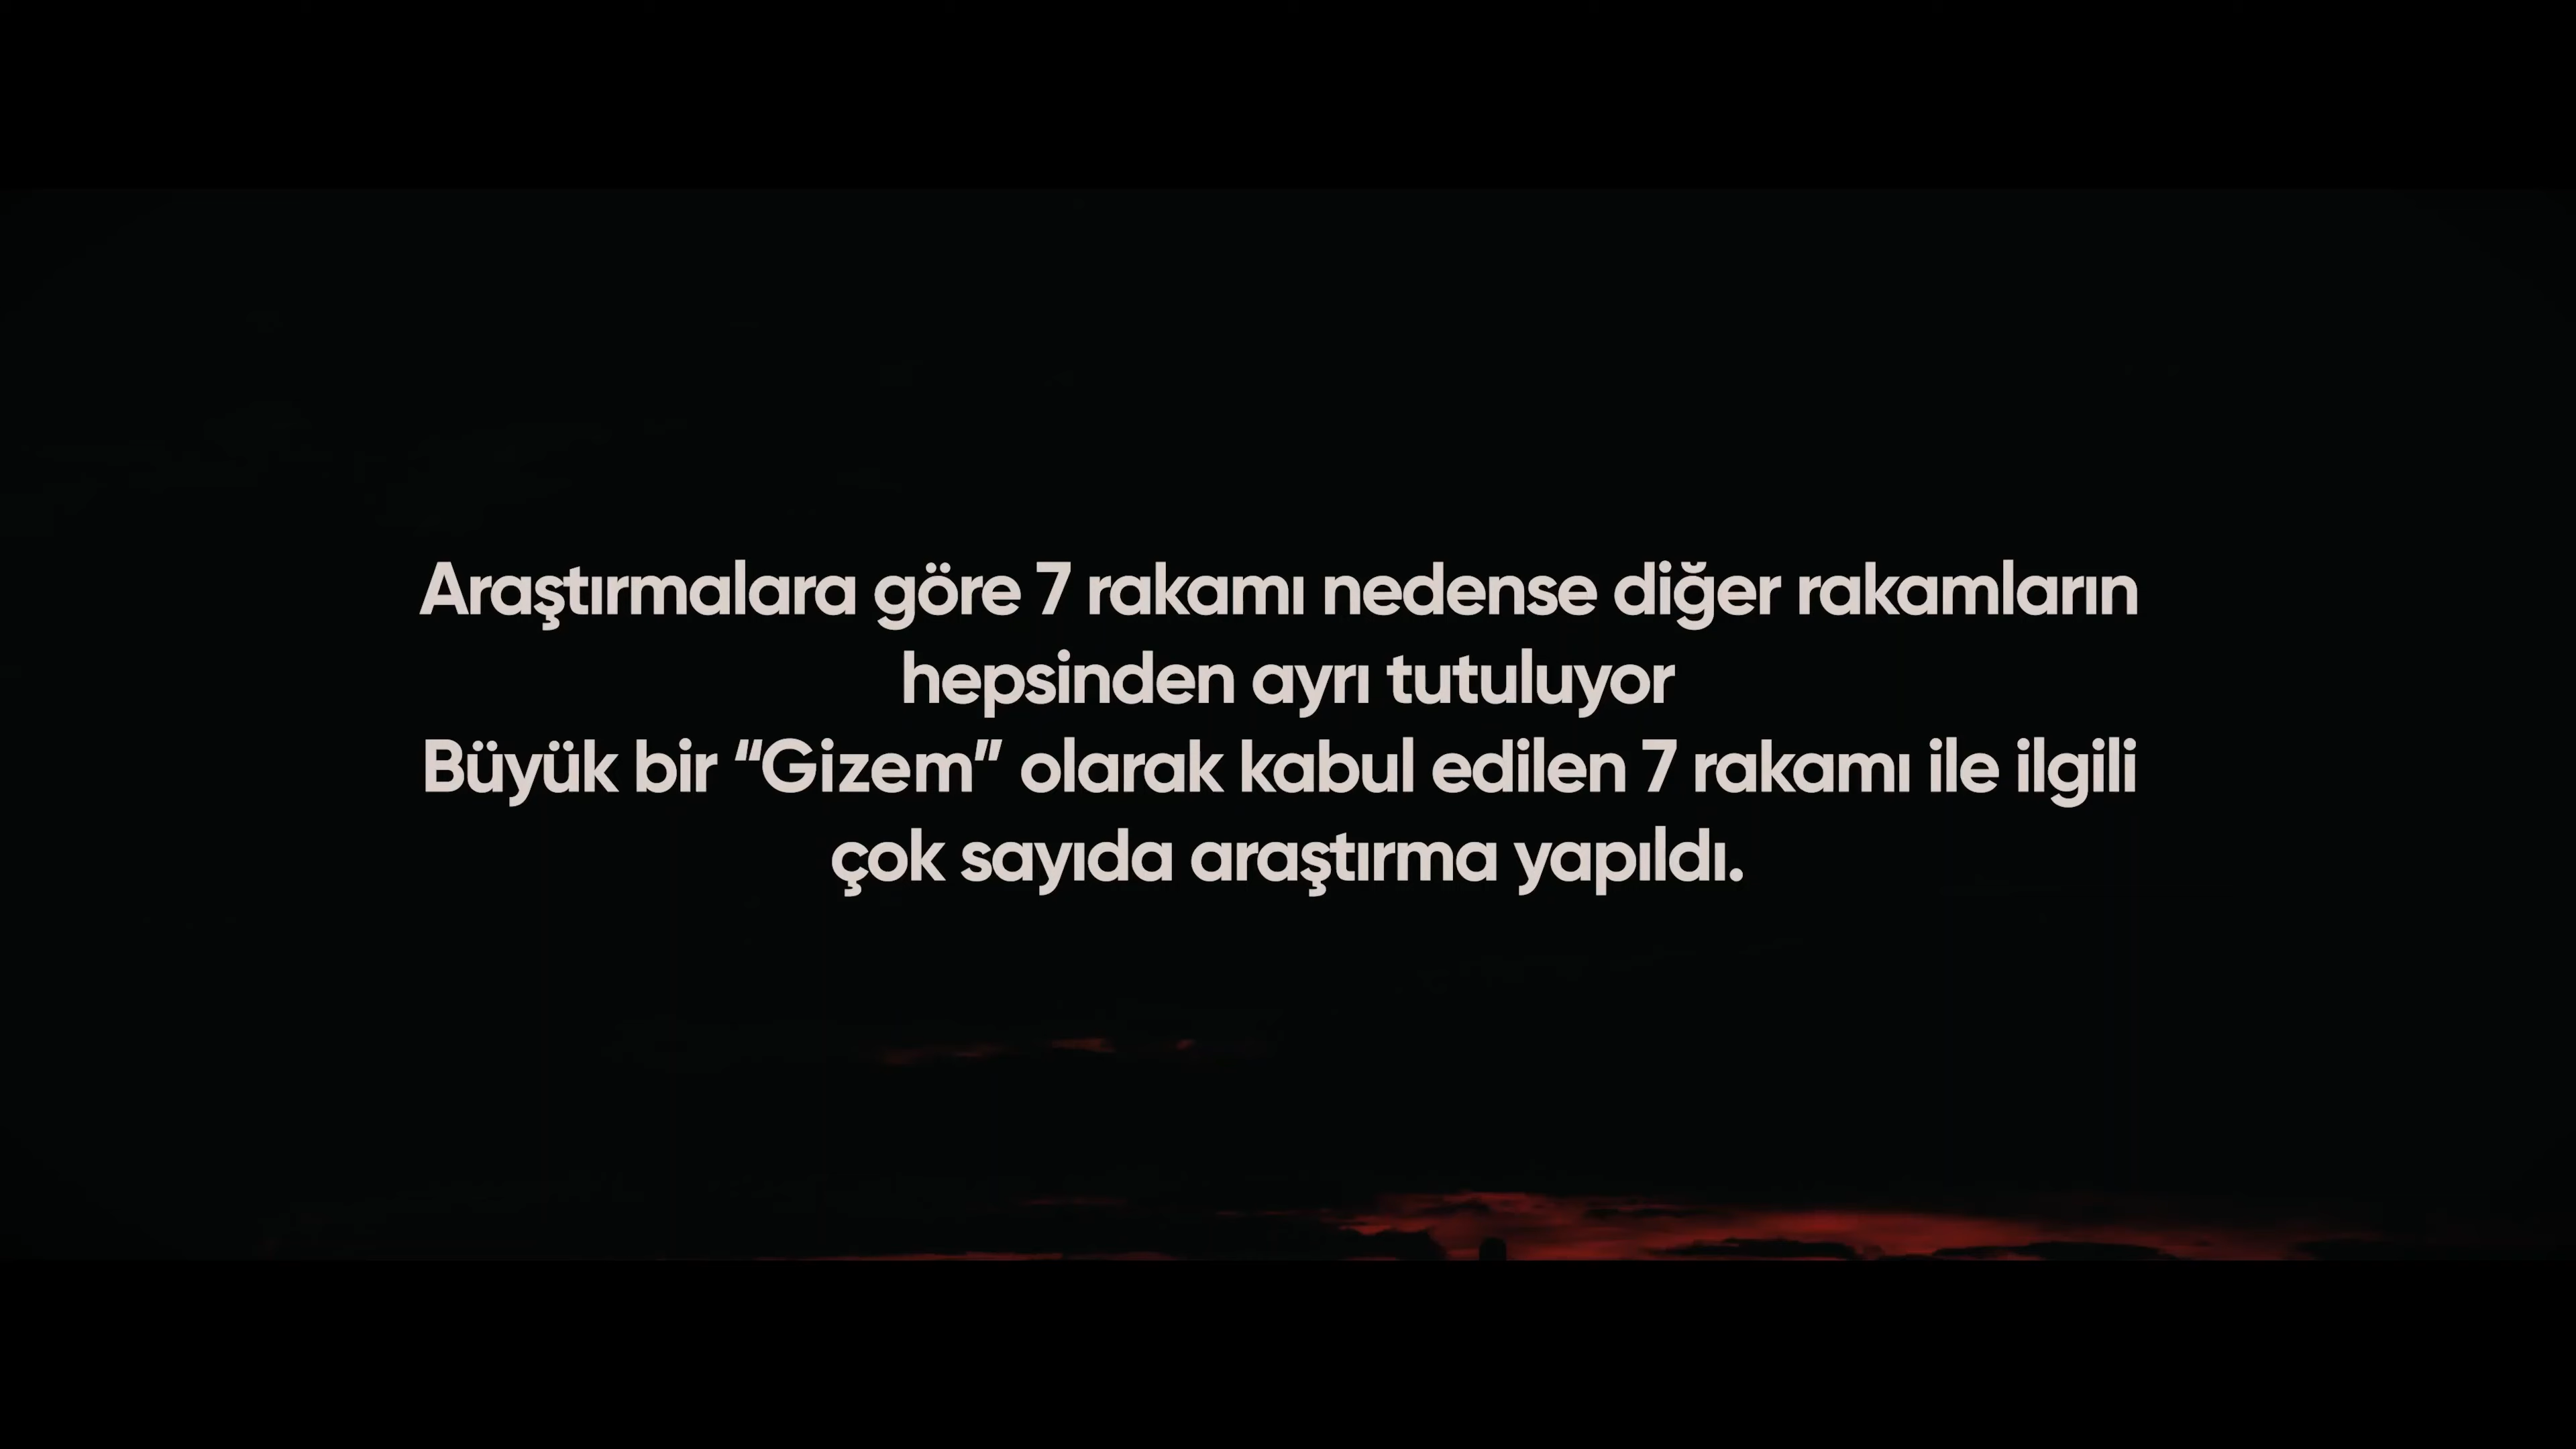 Araştırmalara göre 7 rakamı nedense diğer rakamların
hepsinden ayrı tutuluyor
Büyük bir “Gizem” olarak kabul edilen 7 rakamı ile ilgili
çok sayıda araştırma yapıldı.